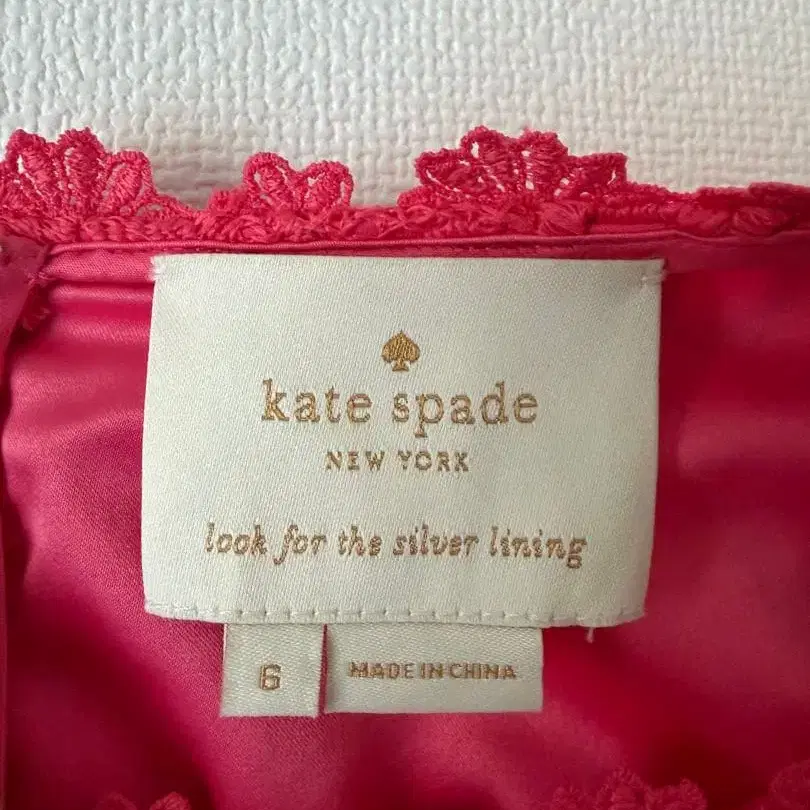 kate spade
NEW YORK
look for the silver lining
6
MADE IN CHINA